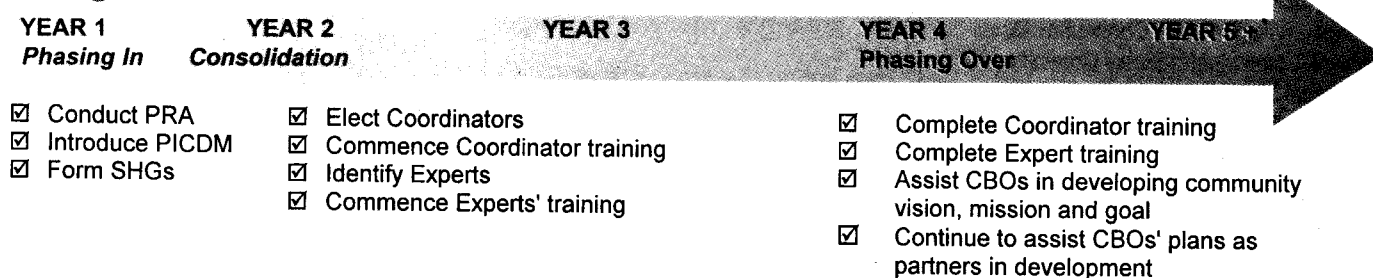 YEAR 1 YEAR 2 YEAR 3 YEAR 4 YEAR 5+
Phasing In Consolidation Phasing Over
☑ Conduct PRA
☑ Introduce PICDM
☑ Form SHGs
☑ Elect Coordinators
☑ Commence Coordinator training
☑ Identify Experts
☑ Commence Experts' training
☑ Complete Coordinator training
☑ Complete Expert training
☑ Assist CBOs in developing community
vision, mission and goal
☑ Continue to assist CBOs' plans as
partners in development